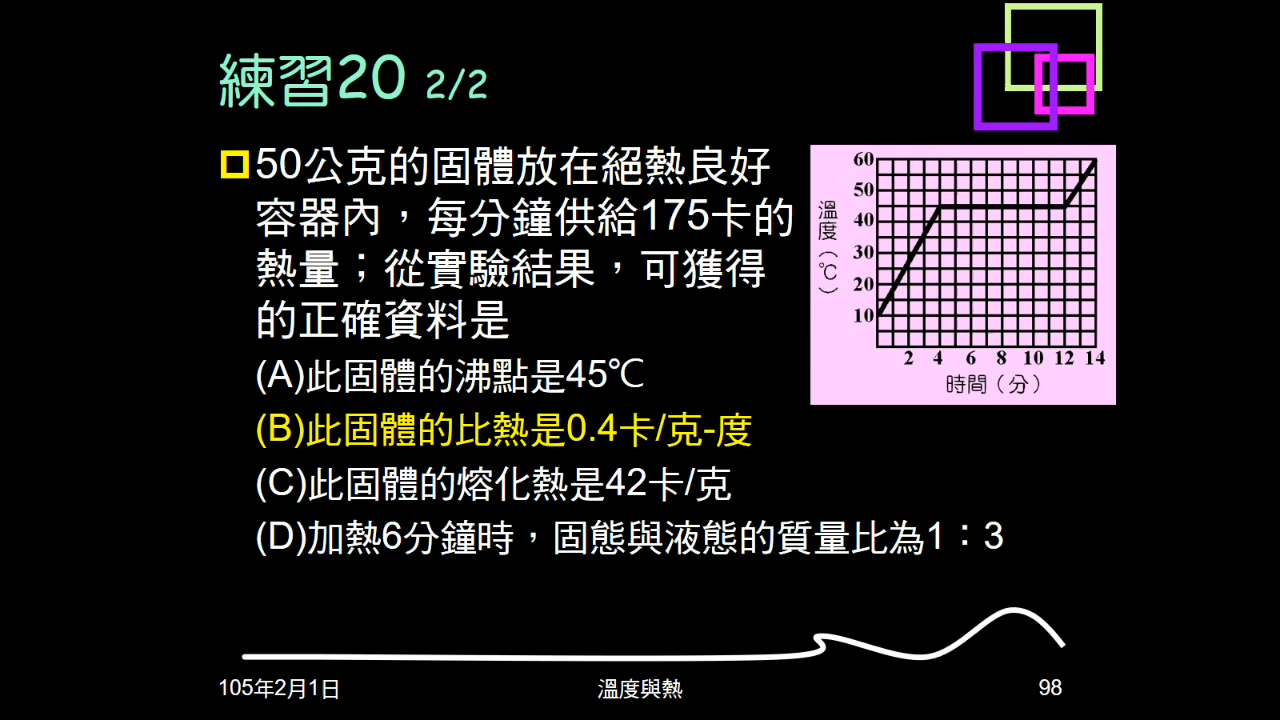 練習20 2/2
50公克的固體放在絕熱良好
容器內，每分鐘供給175卡的
熱量；從實驗結果，可獲得
的正確資料是
(A)此固體的沸點是45℃
(B)此固體的比熱是0.4卡/克-度
(C)此固體的熔化熱是42卡/克
(D)加熱6分鐘時，固態與液態的質量比為1：3
溫度（℃）
60
50
40
30
20
10
2 4 6 8 10 12 14
時間（分）
105年2月1日
溫度與熱
98